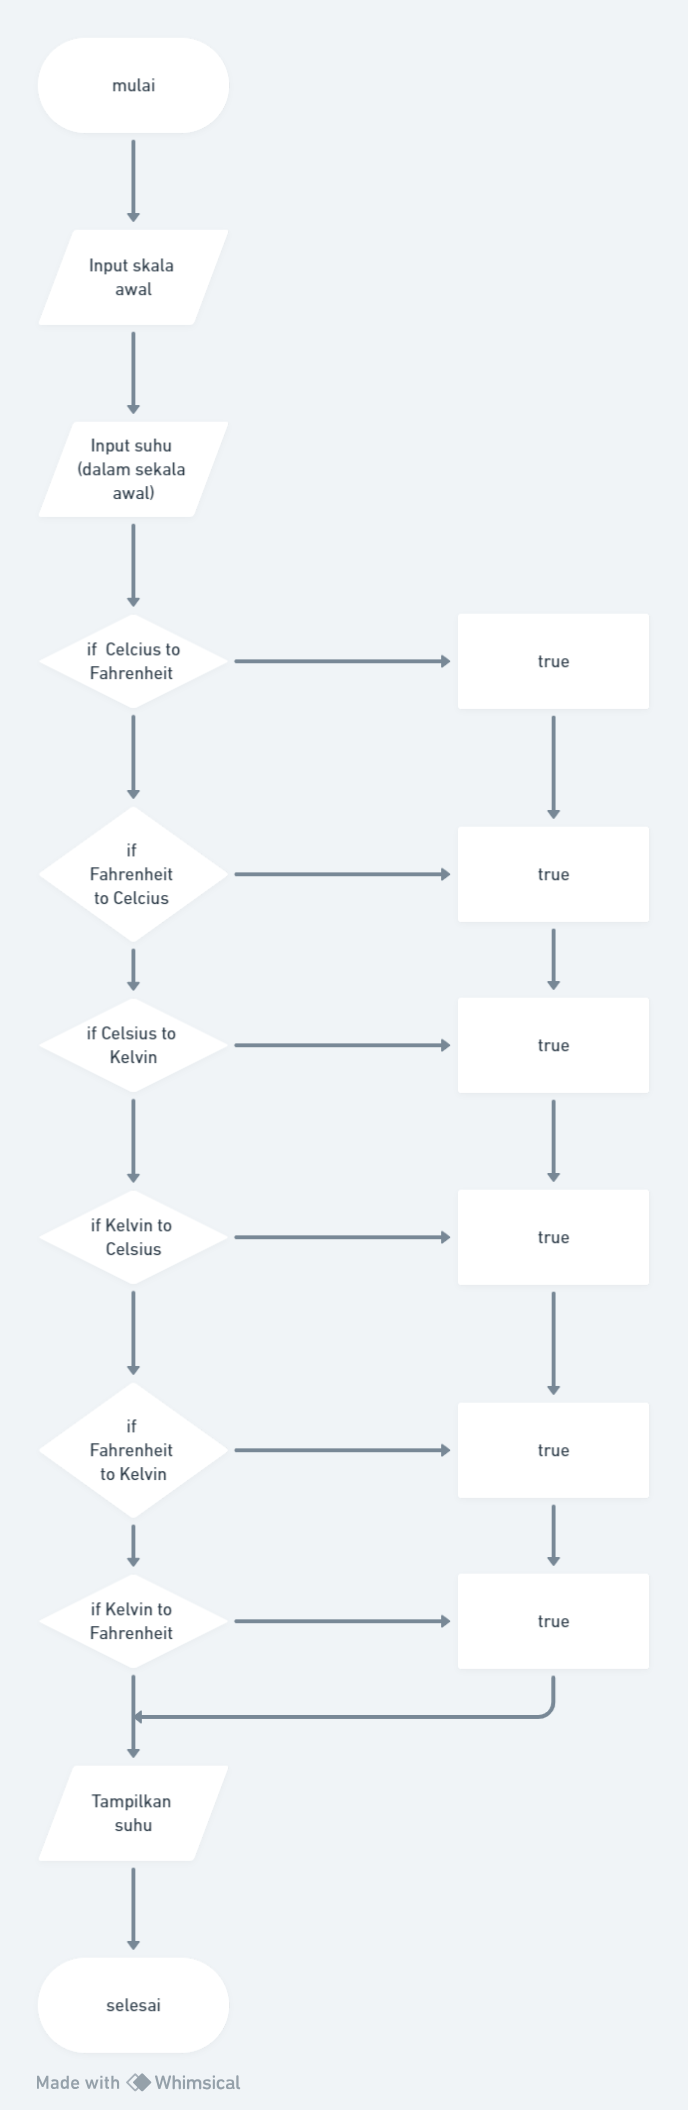 mulai
Input skala
awal
Input suhu
(dalam sekala
awal)
if Celcius to
Fahrenheit
true
if
Fahrenheit
to Celcius
true
if Celsius to
Kelvin
true
if Kelvin to
Celsius
true
if
Fahrenheit
to Kelvin
true
if Kelvin to
Fahrenheit
true
Tampilkan
suhu
selesai
Made with Whimsical